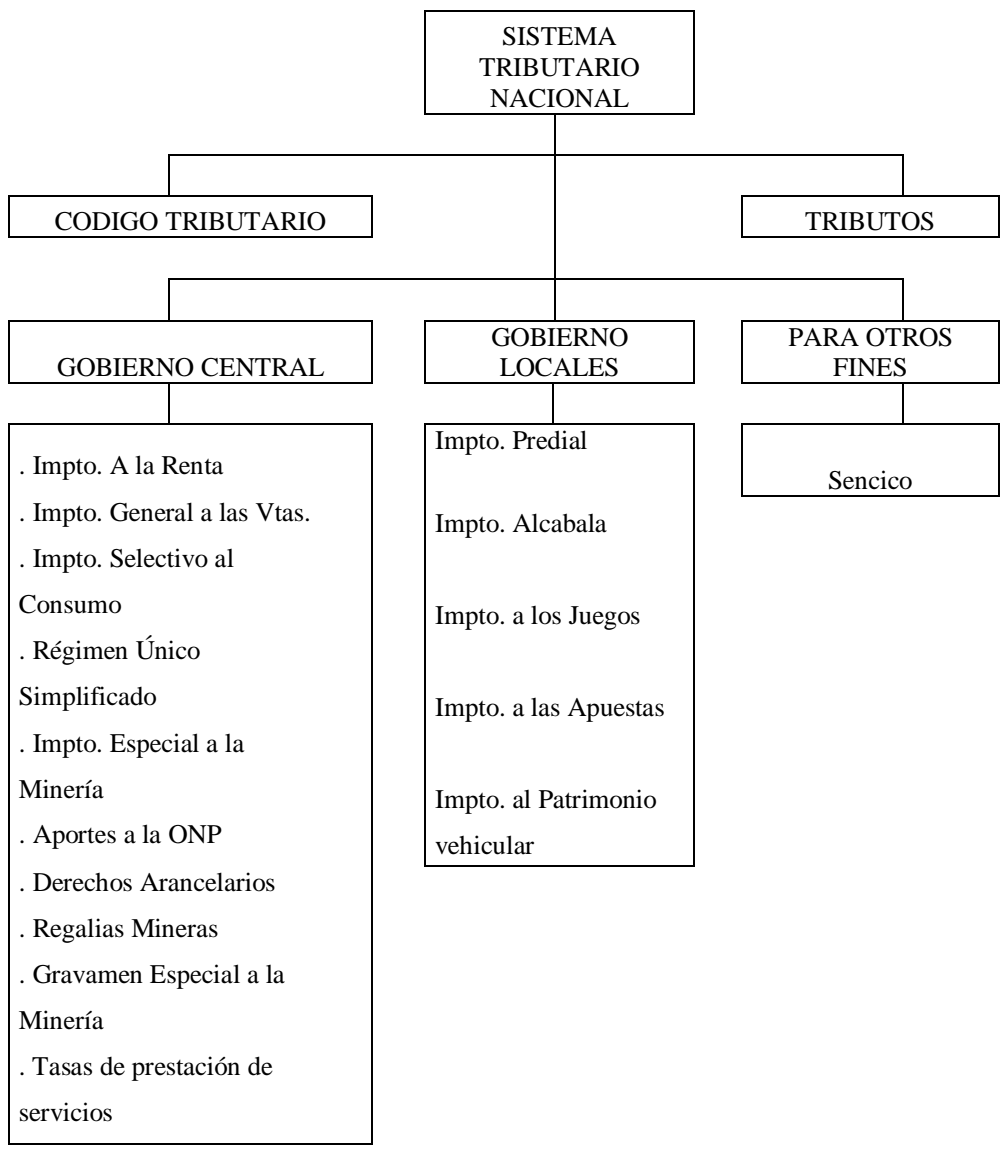 SISTEMA
TRIBUTARIO
NACIONAL
CODIGO TRIBUTARIO
TRIBUTOS
GOBIERNO CENTRAL
GOBIERNO
LOCALES
PARA OTROS
FINES
. Impto. A la Renta
. Impto. General a las Vtas.
. Impto. Selectivo al
Consumo
. Régimen Único
Simplificado
. Impto. Especial a la
Minería
. Aportes a la ONP
. Derechos Arancelarios
. Regalias Mineras
. Gravamen Especial a la
Minería
. Tasas de prestación de
servicios
Impto. Predial
Impto. Alcabala
Impto. a los Juegos
Impto. a las Apuestas
Impto. al Patrimonio
vehicular
Sencico